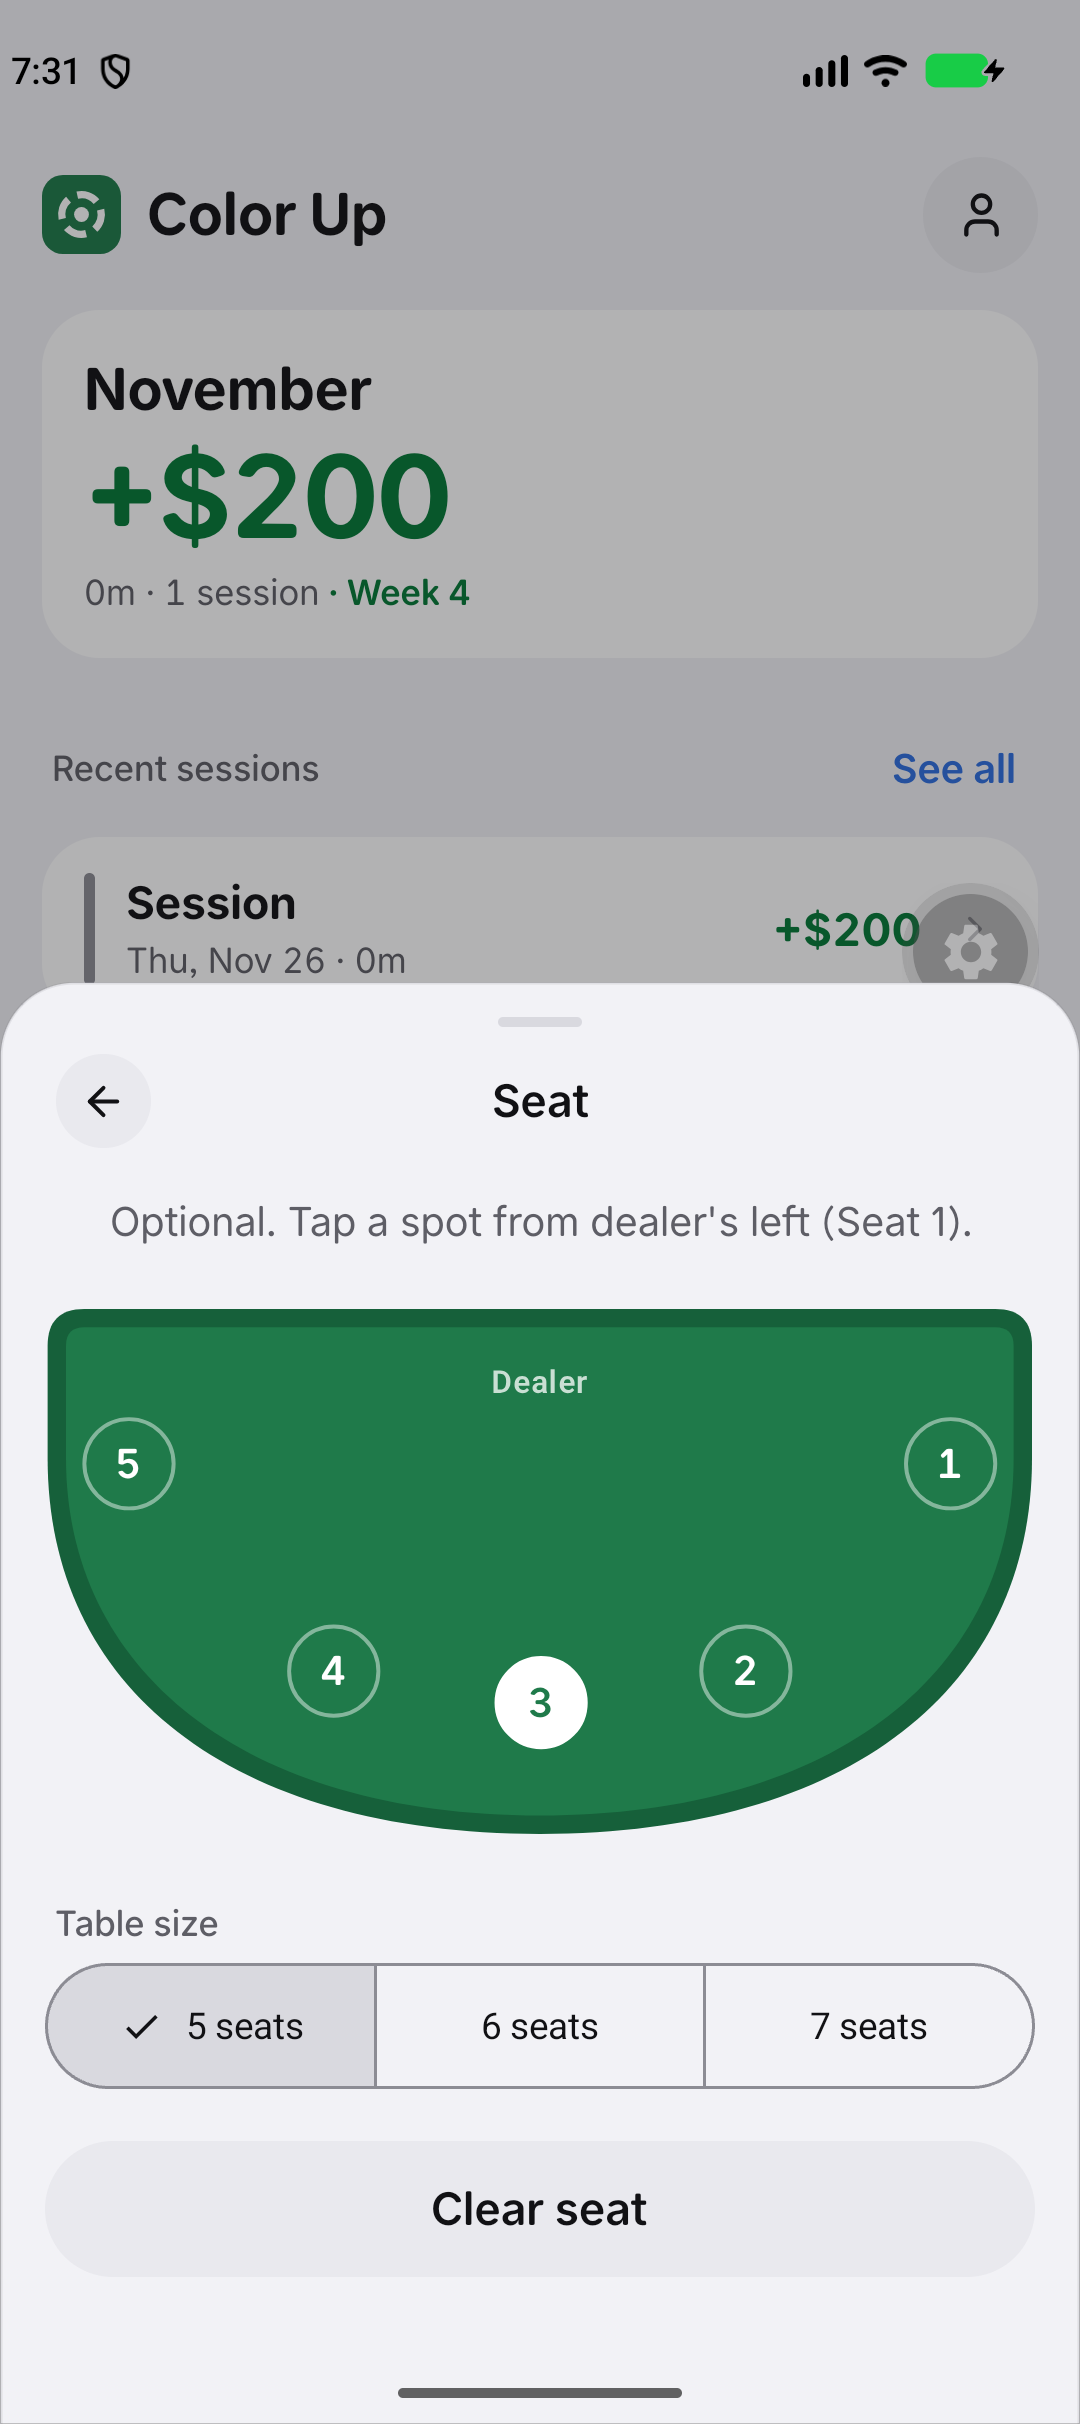 7:31
Color Up
November
+$200
0m · 1 session · Week 4
Recent sessions
See all
Session
+$200
Thu, Nov 26 · 0m
Seat
Optional. Tap a spot from dealer's left (Seat 1).
Dealer
5
1
4
2
3
Table size
5 seats
6 seats
7 seats
Clear seat